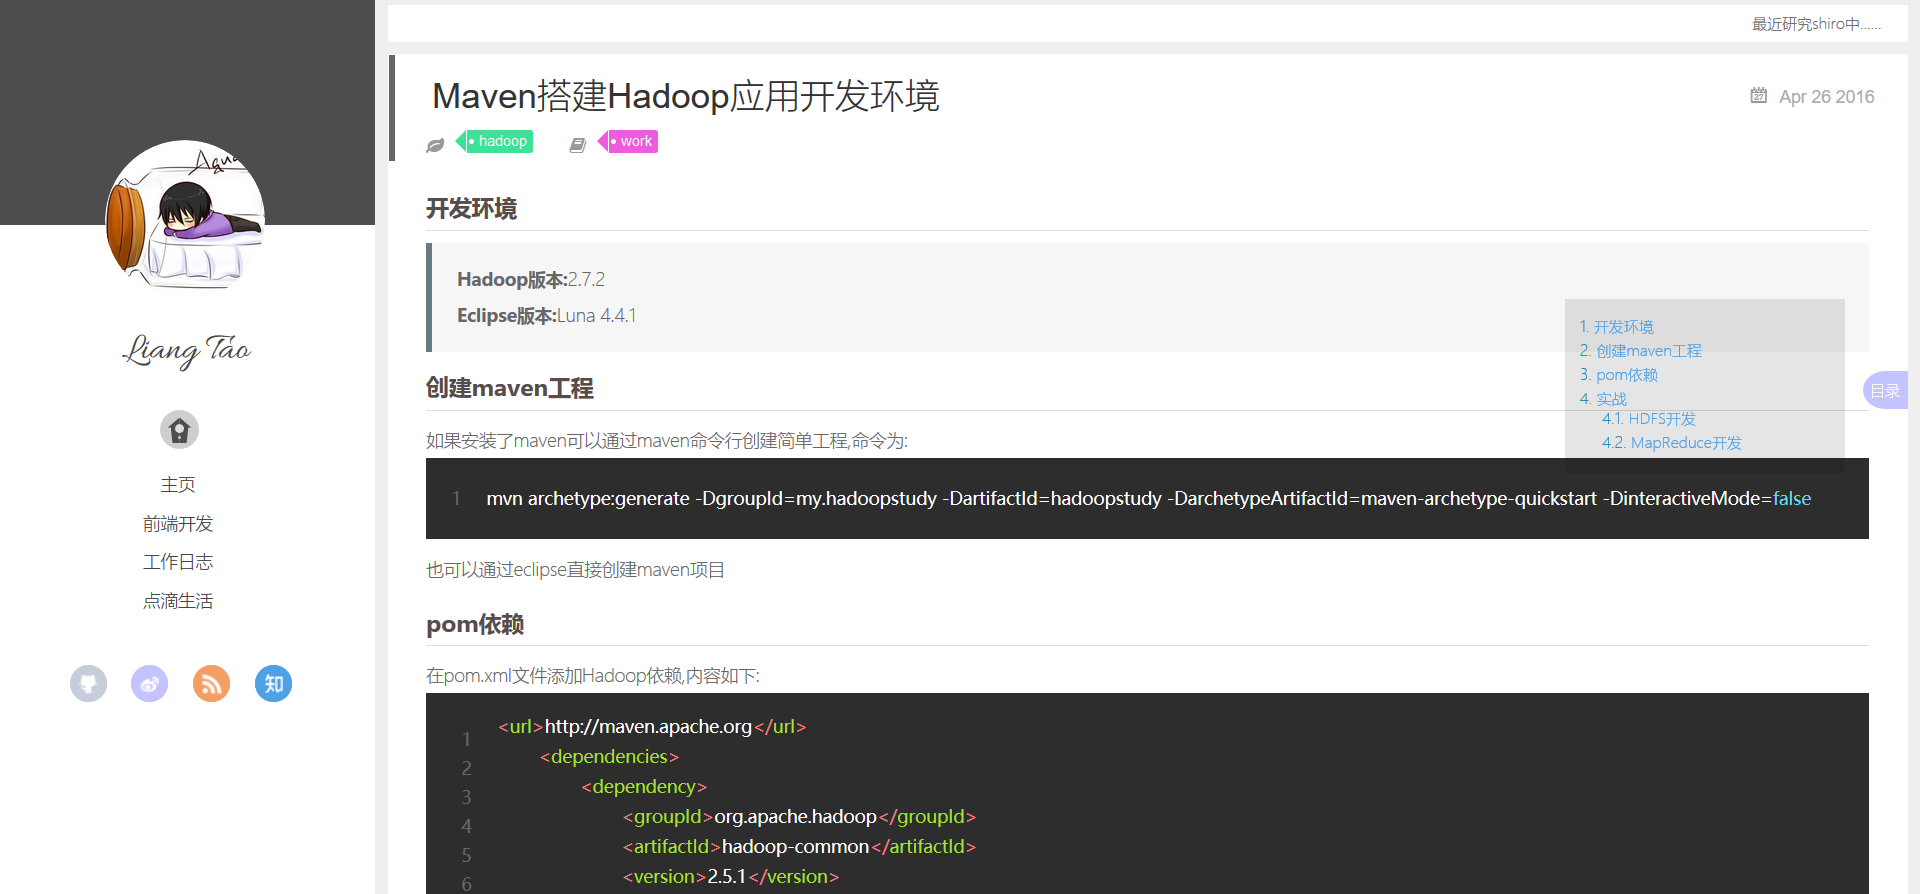 Aqua
Liang Tao
主页
前端开发
工作日志
点滴生活
知
最近研究shiro中......
Maven搭建Hadoop应用开发环境
Apr 26 2016
hadoop
work
开发环境
Hadoop版本:2.7.2
Eclipse版本:Luna 4.4.1
1. 开发环境
2. 创建maven工程
3. pom依赖
4. 实战
4.1. HDFS开发
4.2. MapReduce开发
目录
创建maven工程
如果安装了maven可以通过maven命令行创建简单工程,命令为:
1 mvn archetype:generate -DgroupId=my.hadoopstudy -DartifactId=hadoopstudy -DarchetypeArtifactId=maven-archetype-quickstart -DinteractiveMode=false
也可以通过eclipse直接创建maven项目
pom依赖
在pom.xml文件添加Hadoop依赖,内容如下:
1 <url>http://maven.apache.org</url>
2 <dependencies>
3 <dependency>
4 <groupId>org.apache.hadoop</groupId>
5 <artifactId>hadoop-common</artifactId>
6 <version>2.5.1</version>